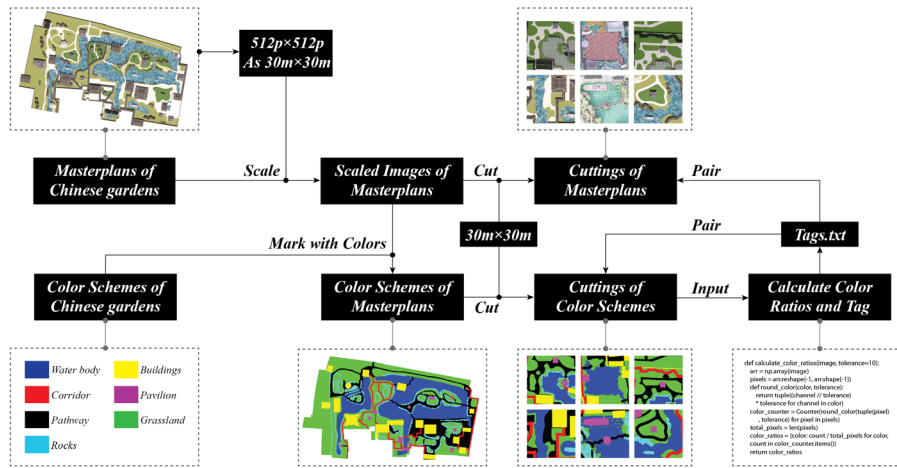 512p×512p
As 30m×30m
Masterplans of
Chinese gardens
Scale
Scaled Images of
Masterplans
Cut
Cuttings of
Masterplans
Pair
Mark with Colors
30m×30m
Pair
Tags.txt
Color Schemes of
Chinese gardens
Color Schemes of
Masterplans
Cut
Cuttings of
Color Schemes
Input
Calculate Color
Ratios and Tag
Water body
Buildings
Corridor
Pavilion
Pathway
Grassland
Rocks
def calculate_color_ratios(image, tolerance=10):
arr = np.array(image)
pixels = arr.reshape(-1, arr.shape(-1))
def round_color(color, tolerance):
return tuple((channel // tolerance)
* tolerance for channel in color)
color_counter = Counter(round_color(tuple(pixel)
, tolerance) for pixel in pixels)
total_pixels = len(pixels)
color_ratios = {color: count / total_pixels for color,
count in color_counter.items()}
return color_ratios